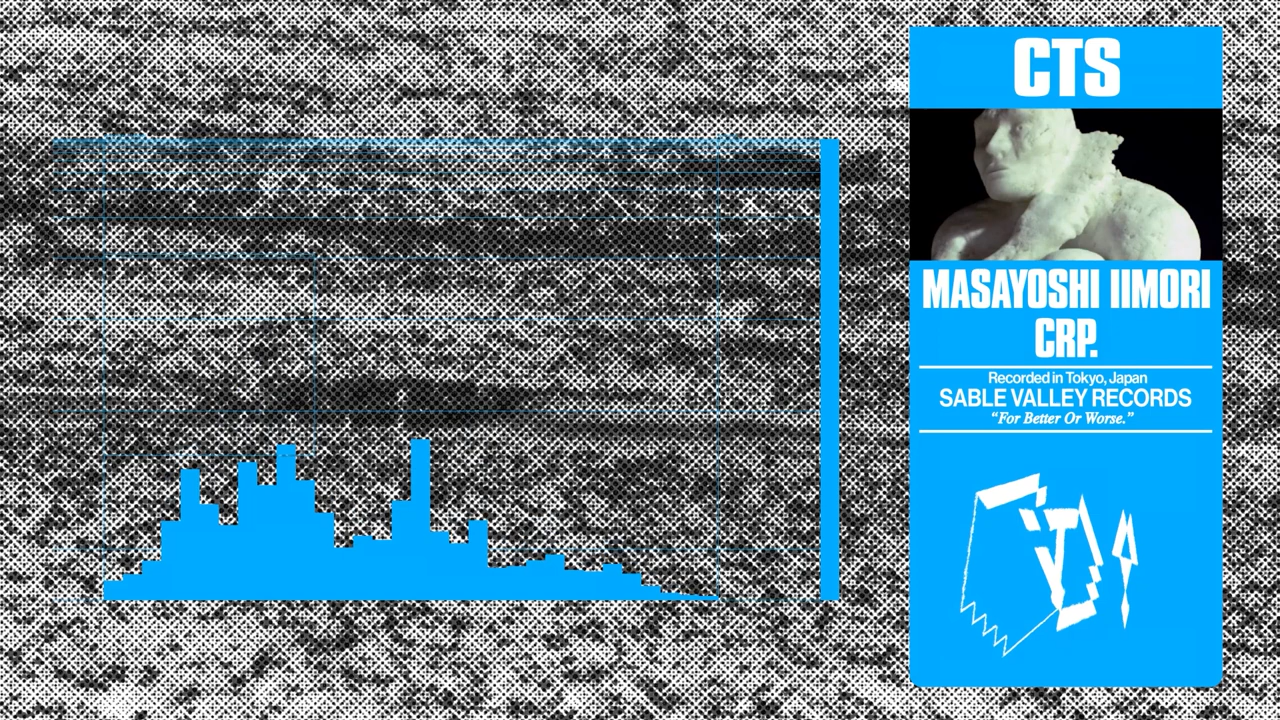 CTS
MASAYOSHI IIMORI
CRP.
Recorded in Tokyo, Japan
SABLE VALLEY RECORDS
“For Better Or Worse.”